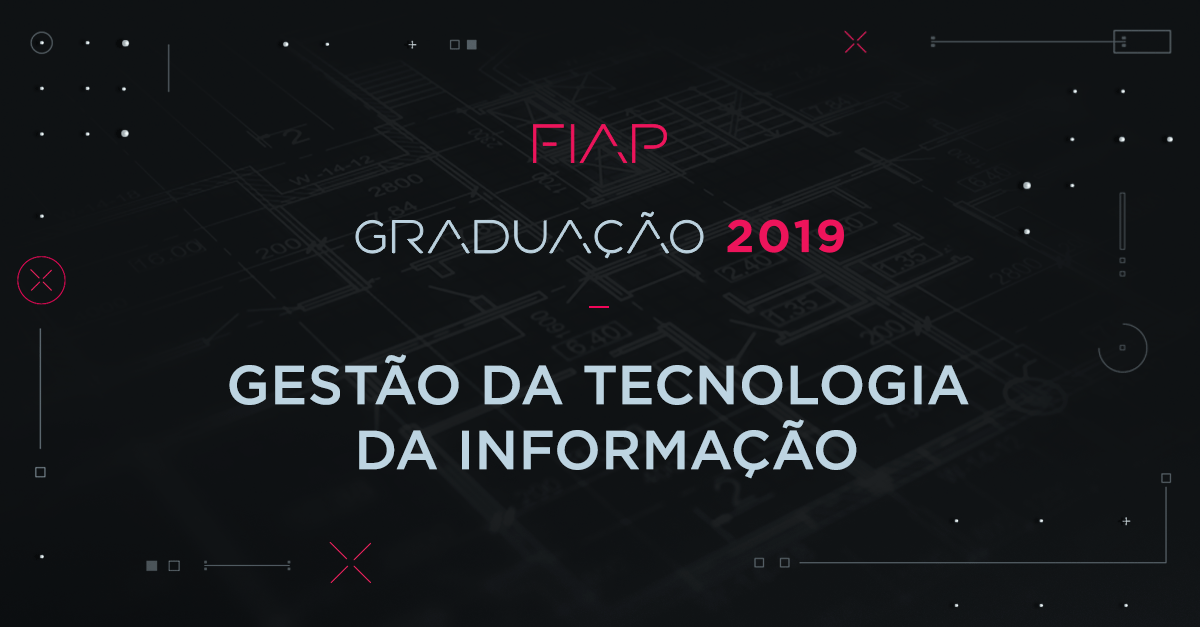 FIAP
GRADUAÇÃO 2019
GESTÃO DA TECNOLOGIA
DA INFORMAÇÃO